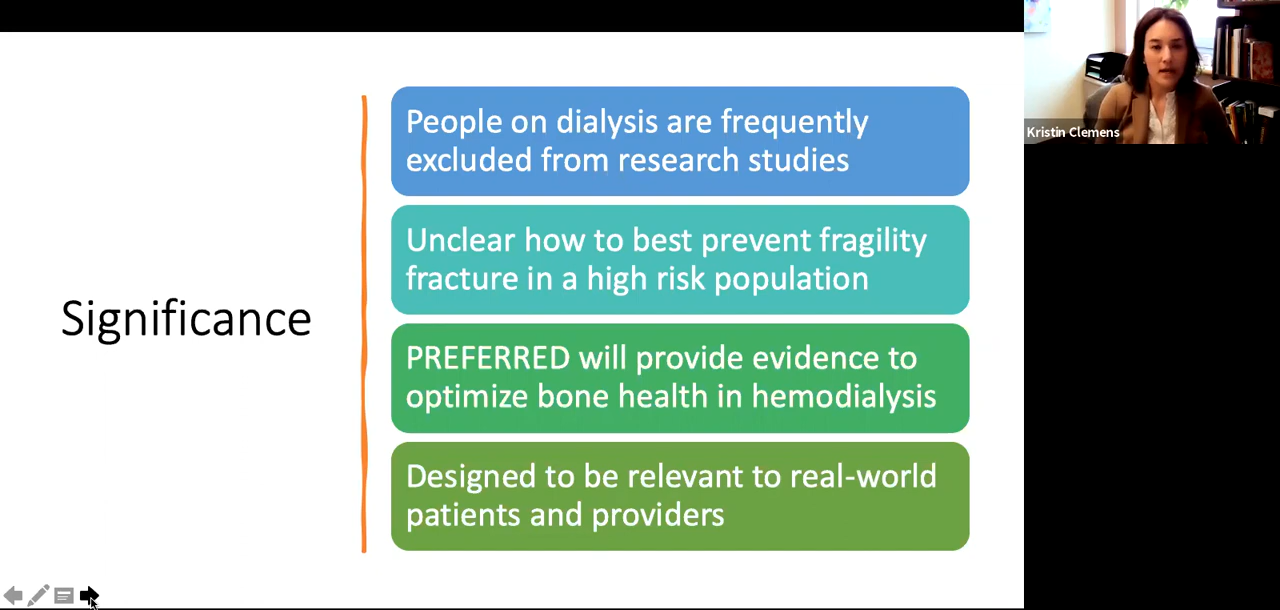 Significance
People on dialysis are frequently
excluded from research studies
Unclear how to best prevent fragility
fracture in a high risk population
PREFERRED will provide evidence to
optimize bone health in hemodialysis
Designed to be relevant to real-world
patients and providers
Kristin Clemens